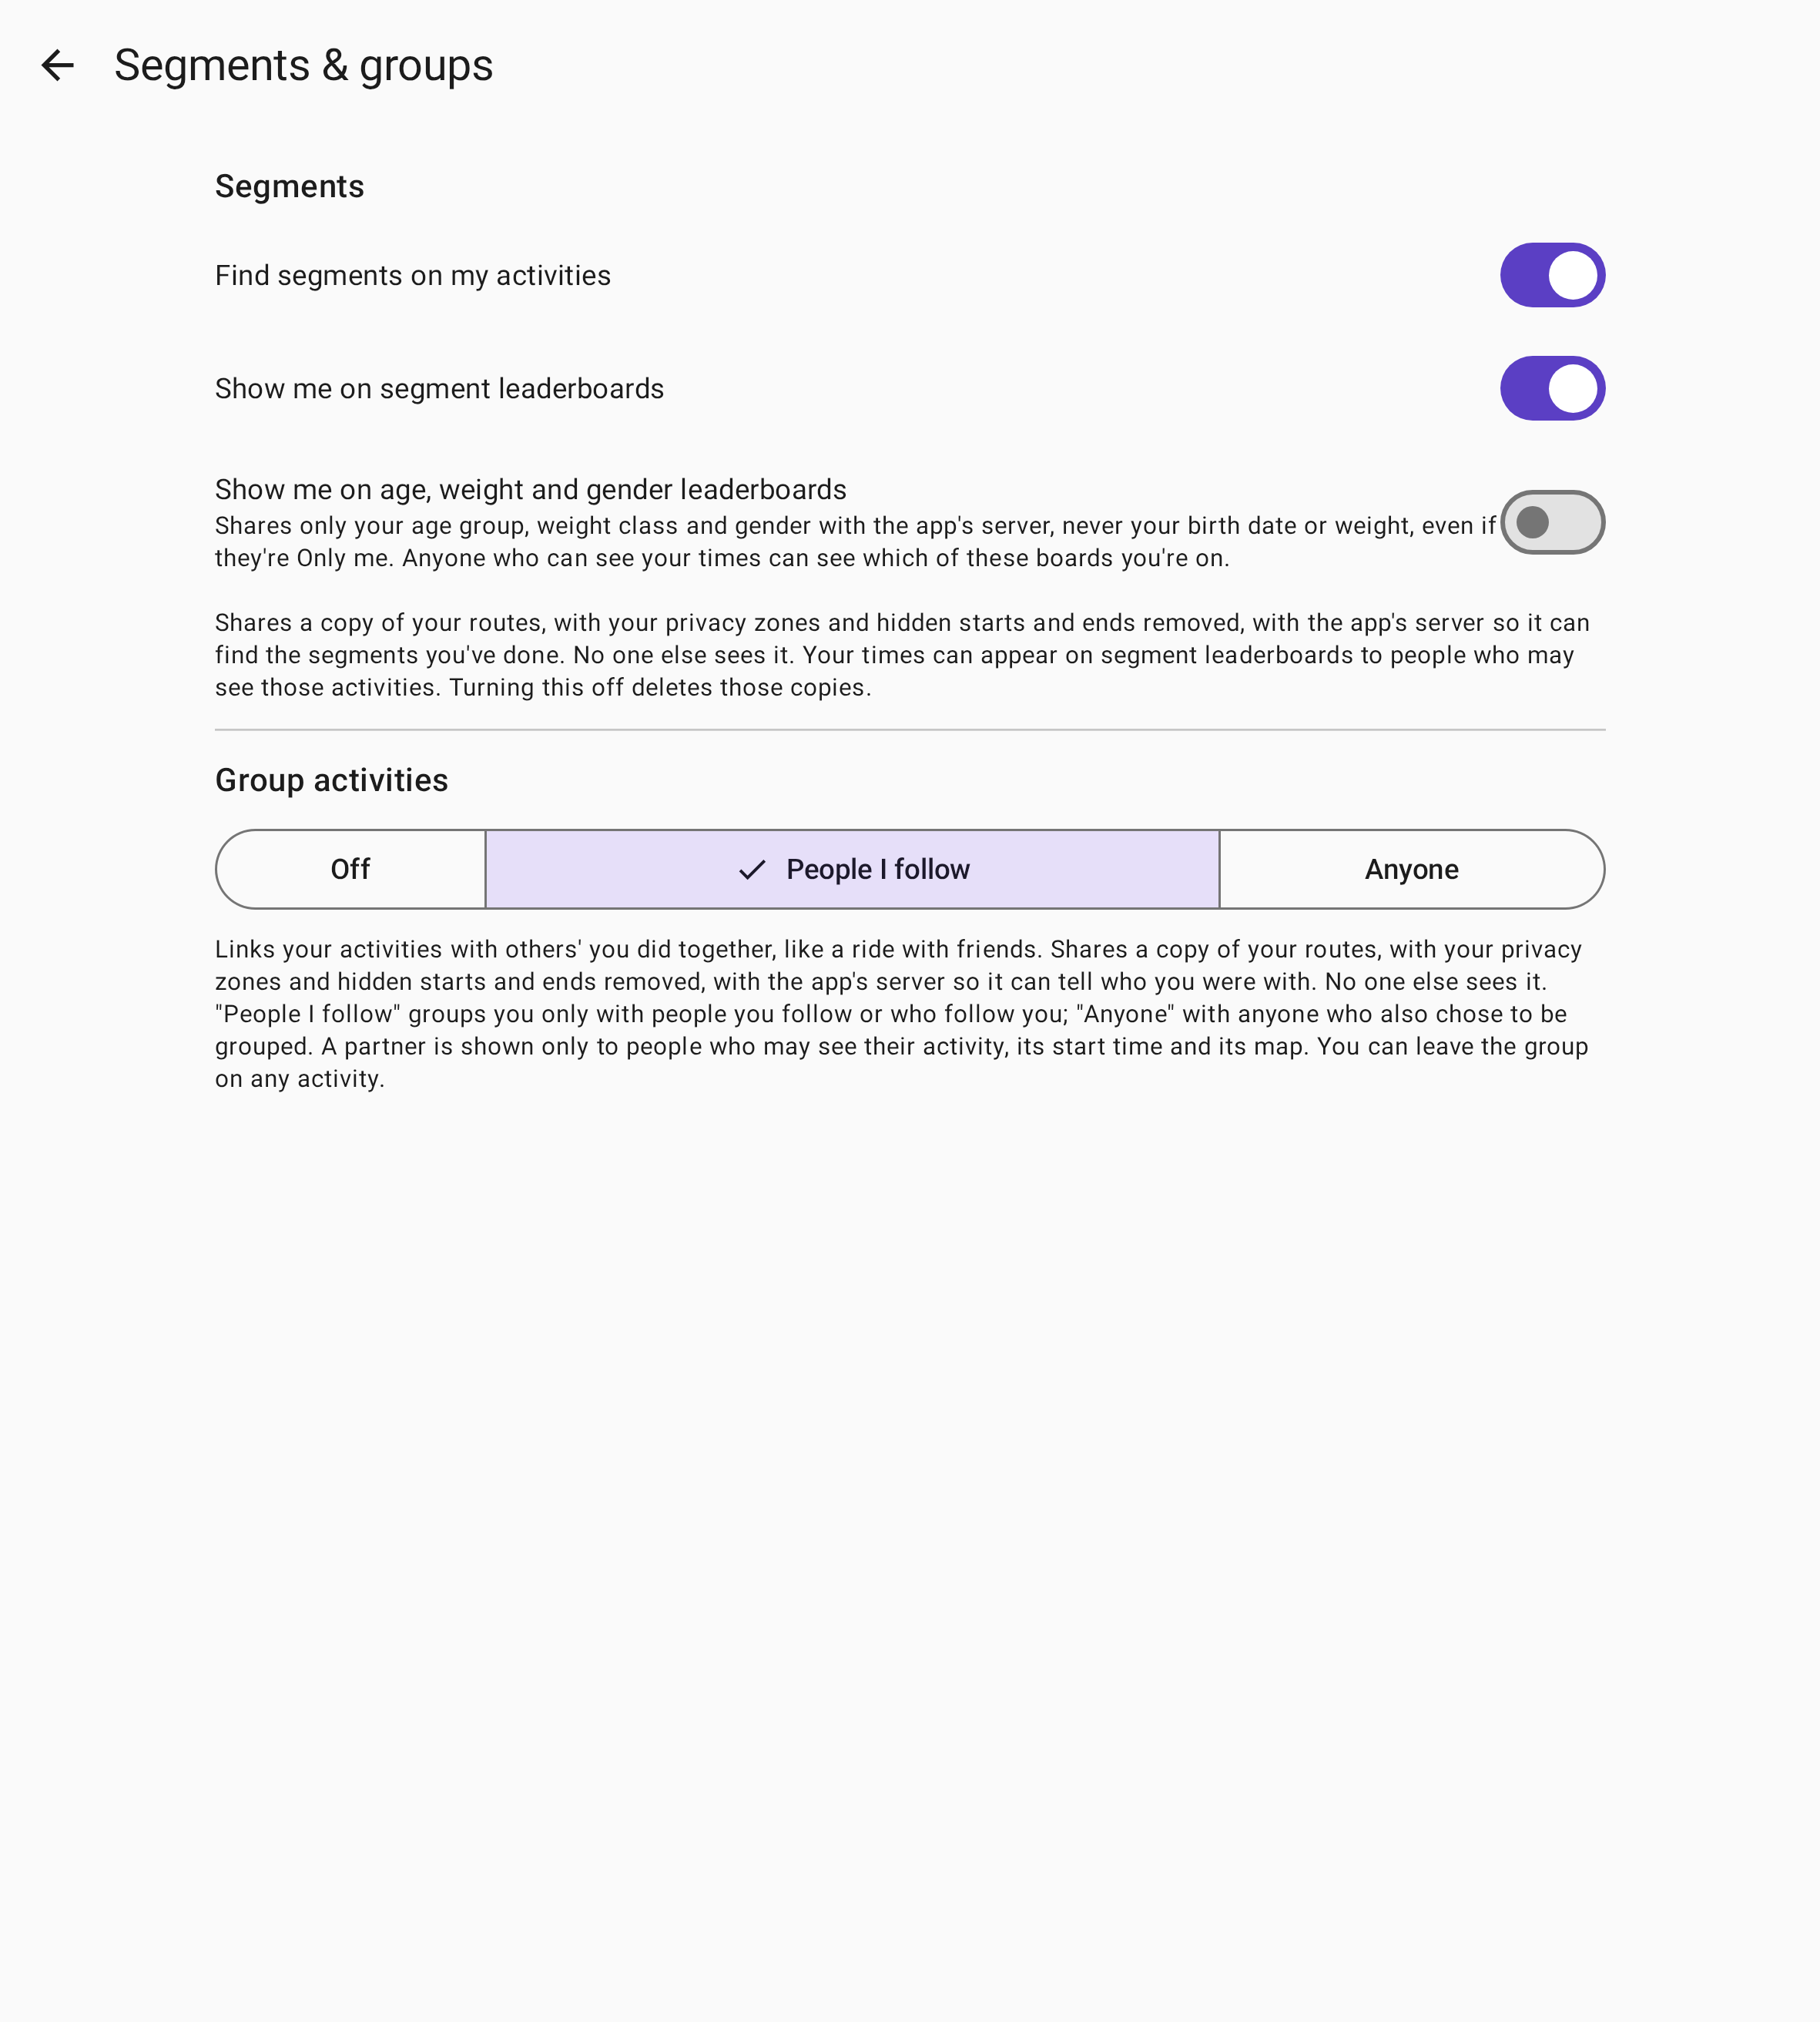 Segments & groups
Segments
Find segments on my activities
Show me on segment leaderboards
Show me on age, weight and gender leaderboards
Shares only your age group, weight class and gender with the app's server, never your birth date or weight, even if
they're Only me. Anyone who can see your times can see which of these boards you're on.
Shares a copy of your routes, with your privacy zones and hidden starts and ends removed, with the app's server so it can
find the segments you've done. No one else sees it. Your times can appear on segment leaderboards to people who may
see those activities. Turning this off deletes those copies.
Group activities
Off
People I follow
Anyone
Links your activities with others' you did together, like a ride with friends. Shares a copy of your routes, with your privacy
zones and hidden starts and ends removed, with the app's server so it can tell who you were with. No one else sees it.
"People I follow" groups you only with people you follow or who follow you; "Anyone" with anyone who also chose to be
grouped. A partner is shown only to people who may see their activity, its start time and its map. You can leave the group
on any activity.